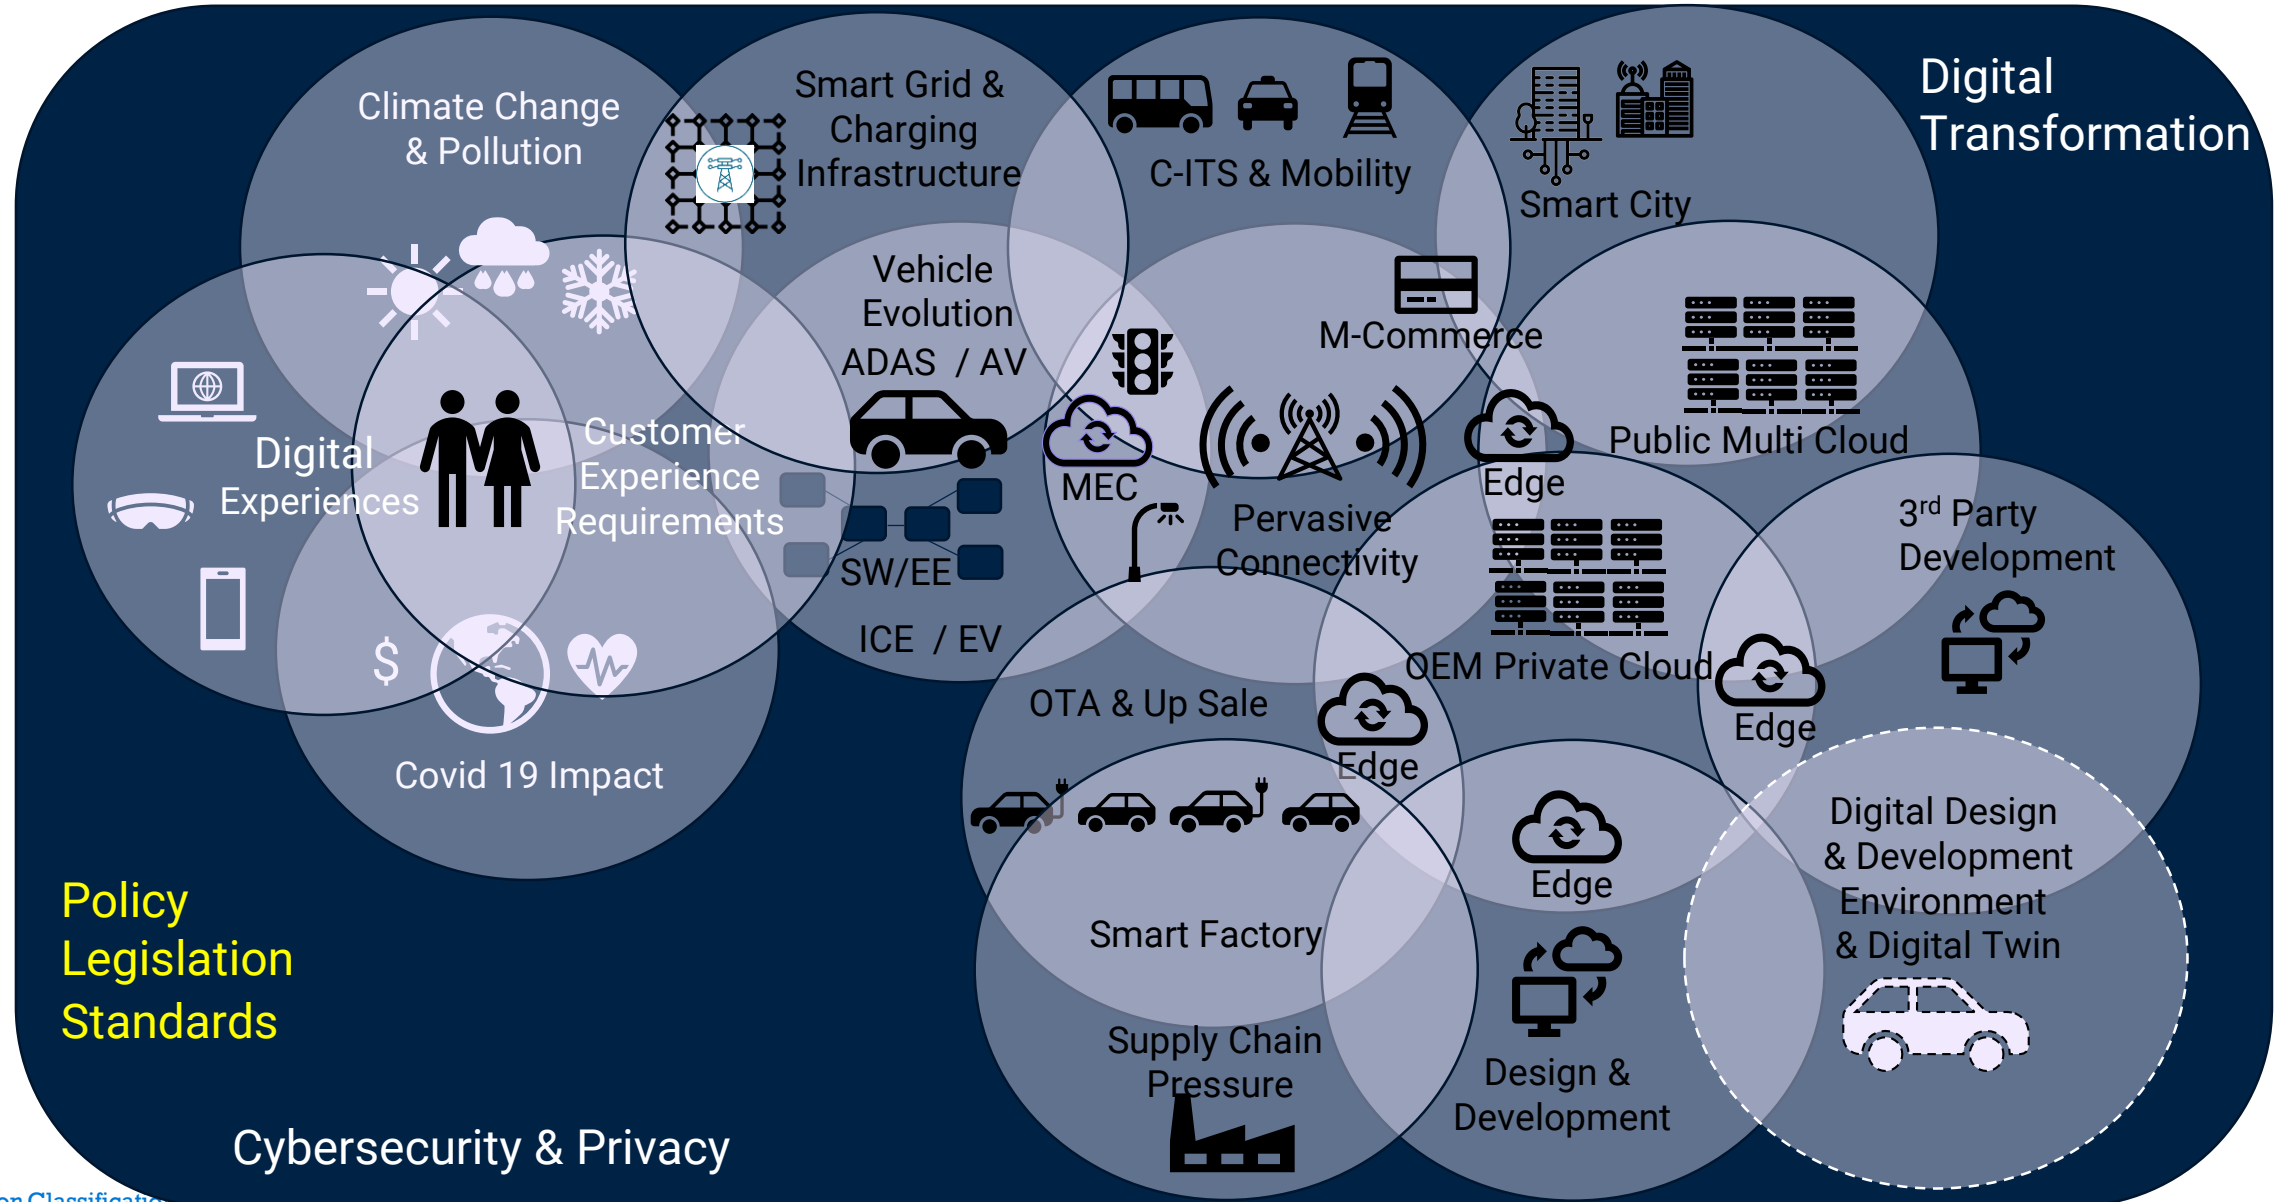 Digital
Transformation
Climate Change
& Pollution
Smart Grid &
Charging
Infrastructure
C-ITS & Mobility
Smart City
Vehicle
Evolution
ADAS / AV
M-Commerce
Digital
Experiences
Customer
Experience
Requirements
MEC
Edge
Public Multi Cloud
SW/EE
ICE / EV
Pervasive
Connectivity
3rd Party
Development
$
OTA & Up Sale
OEM Private Cloud
Edge
Edge
Covid 19 Impact
Edge
Digital Design
& Development
Environment
& Digital Twin
Policy
Legislation
Standards
Smart Factory
Supply Chain
Pressure
Design &
Development
Cybersecurity & Privacy